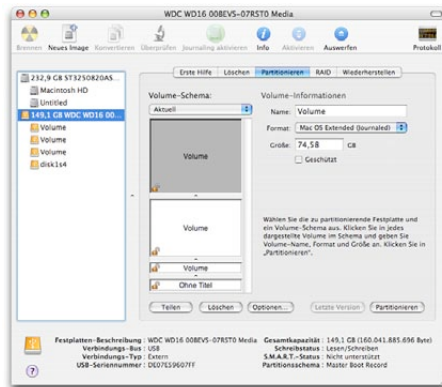 WDC WD16 00BEVS-07RST0 Media
Brennen Neues Image Konvertieren Überprüfen Journaling aktivieren Info Aktivieren Auswerfen Protokoll
232,9 GB ST3250820AS...
Macintosh HD
Untitled
149,1 GB WDC WD16 00...
Volume
Volume
Volume
disk1s4
Erste Hilfe Löschen Partitionieren RAID Wiederherstellen
Volume-Schema:
Aktuell
Volume
Volume
Volume
Ohne Titel
Volume-Informationen
Name: Volume
Format: Mac OS Extended (Journaled)
Größe: 74,58 GB
Geschützt
Wählen Sie die zu partitionierende Festplatte und
ein Volume-Schema aus. Klicken Sie in jedes
dargestellte Volume im Schema und geben Sie
Volume-Name, Format und Größe an. Klicken Sie in
„Partitionieren".
Teilen Löschen Optionen... Letzte Version Partitionieren
Festplatten-Beschreibung : WDC WD16 00BEVS-07RST0 Media
Verbindungs-Bus : USB
Verbindungs-Typ : Extern
USB-Seriennummer : DE07E59607FF
Gesamtkapazität : 149,1 GB (160.041.885.696 Byte)
Schreibstatus : Lesen/Schreiben
S.M.A.R.T.-Status : Nicht unterstützt
Partitionsschema : Master Boot Record
?